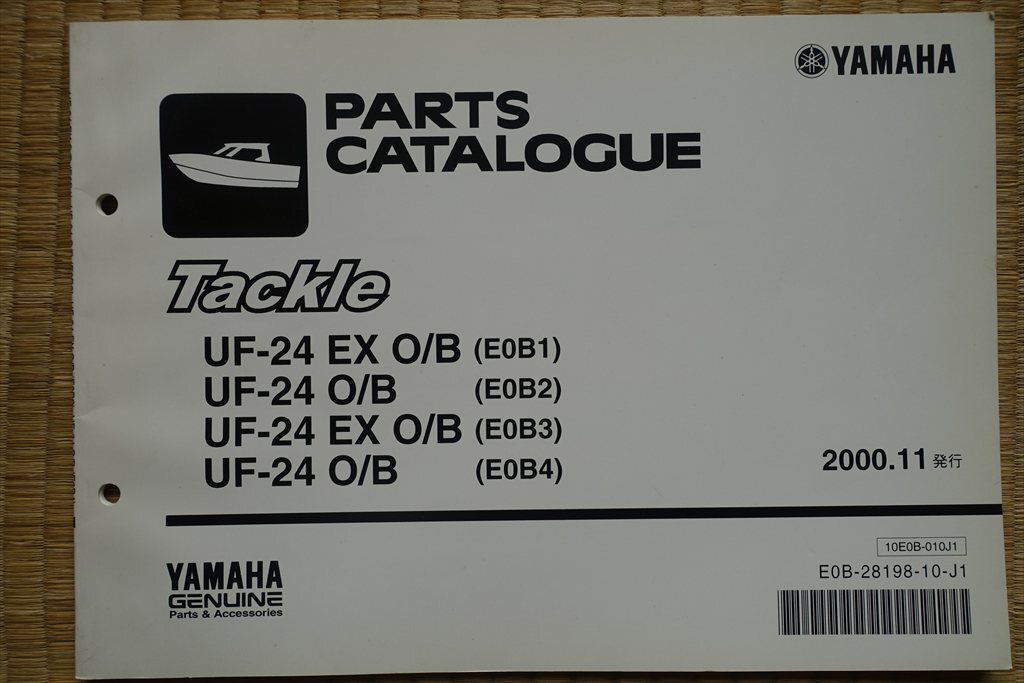 YAMAHA
PARTS
CATALOGUE
Tackle
UF-24 EX O/B (E0B1)
UF-24 O/B (E0B2)
UF-24 EX O/B (E0B3)
UF-24 O/B (E0B4)
2000.11 発行
10E0B-010J1
E0B-28198-10-J1
YAMAHA
GENUINE
Parts & Accessories